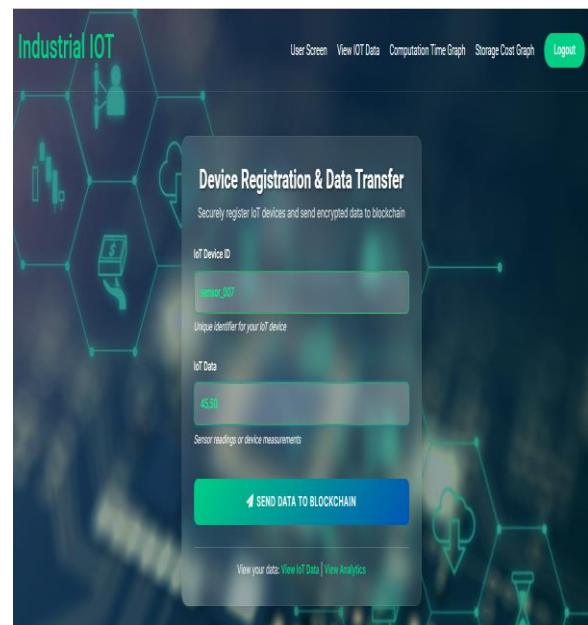 Industrial IOT
User Screen View IOT Data Computation Time Graph Storage Cost Graph Logout
Device Registration & Data Transfer
Securely register IoT devices and send encrypted data to blockchain
IoT Device ID
sensor_007
Unique identifier for your IoT device
IoT Data
45,50
Sensor readings or device measurements
SEND DATA TO BLOCKCHAIN
View your data: View IoT Data | View Analytics